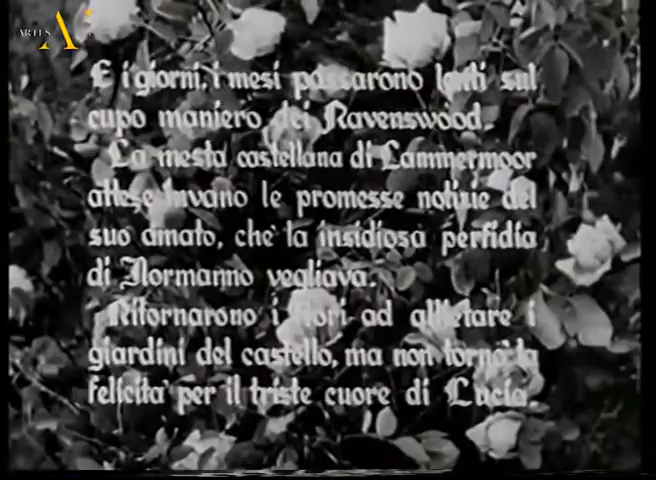 ARTES
E i giorni, i mesi passarono lenti sul
cupo maniero dei Ravenswood.
La mesta castellana di Lammermoor
attese invano le promesse notizie del
suo amato, chè la insidiosa perfidia
di Normanno vegliava.
Ritornarono i fiori ad allietare i
giardini del castello, ma non tornò la
felicità per il triste cuore di Lucia.